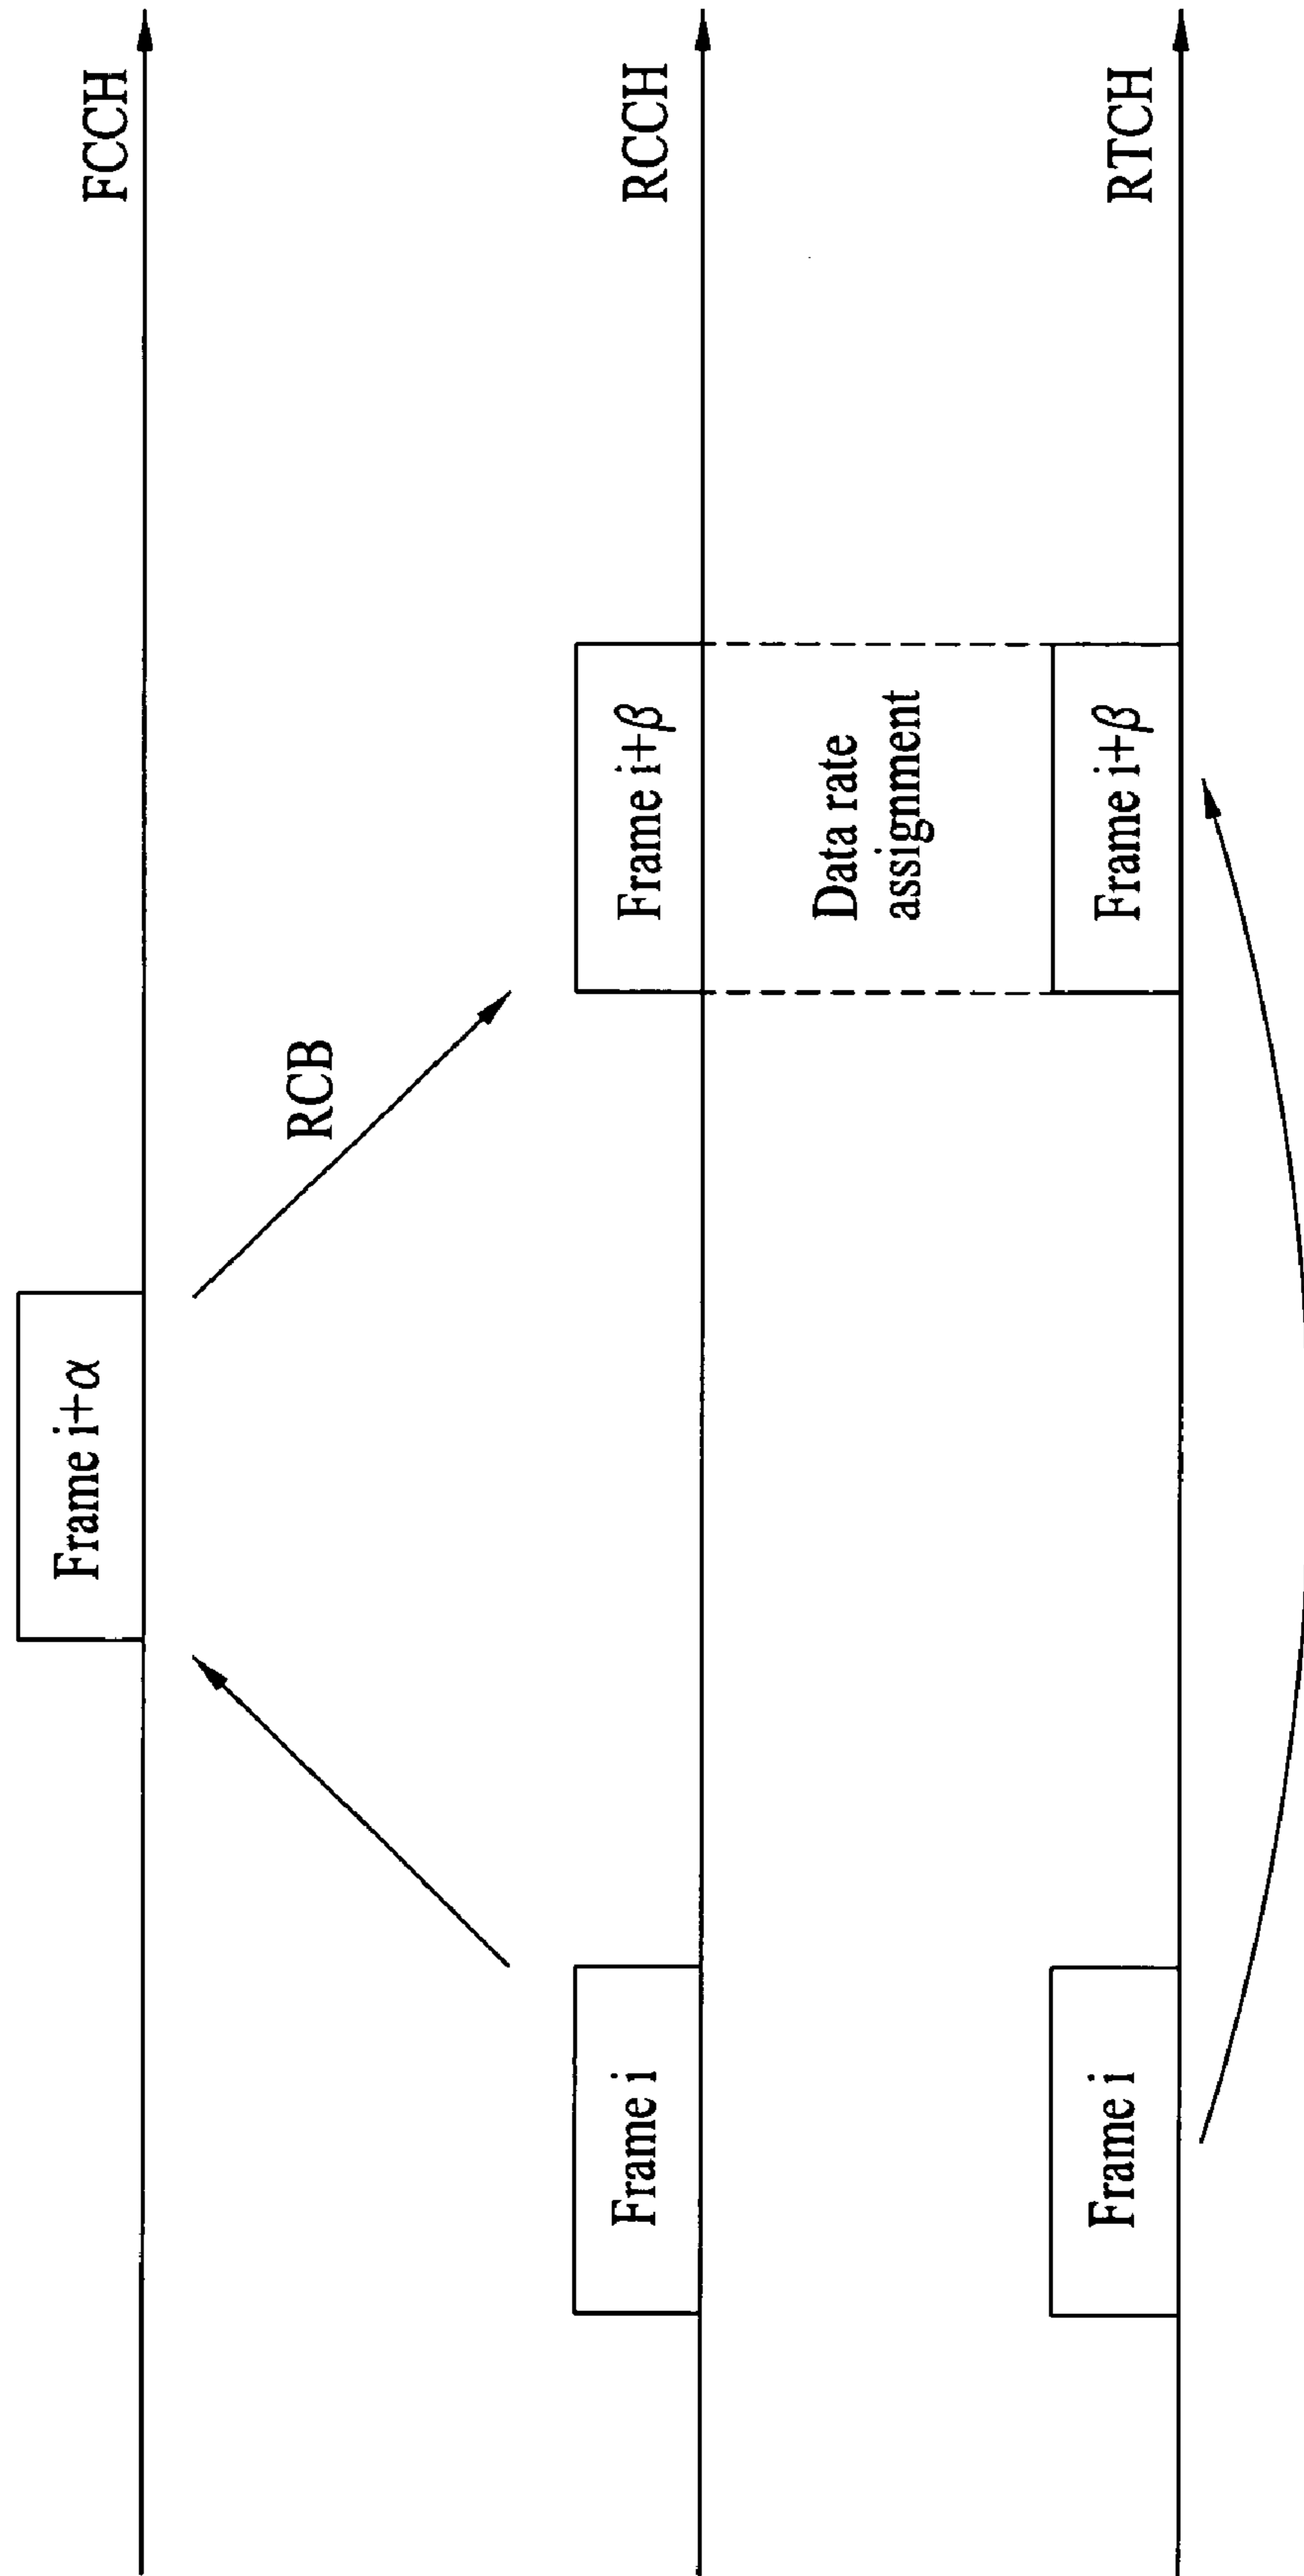 Frame i+α
FCCH
RCB
Frame i
Frame i+β
RCCH
Data rate
assignment
Frame i
Frame i+β
RTCH